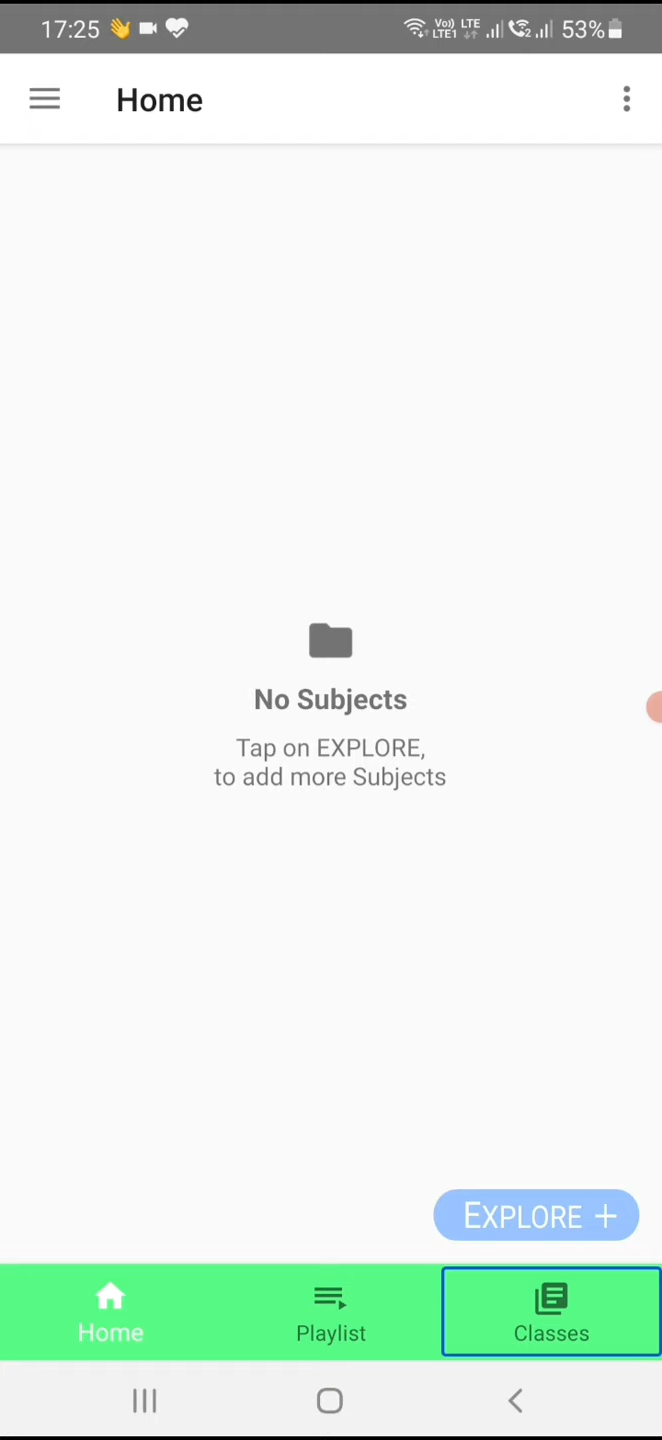 17:25 Vo)) LTE LTE1 2 53%
Home
No Subjects
Tap on EXPLORE,
to add more Subjects
EXPLORE +
Home Playlist Classes